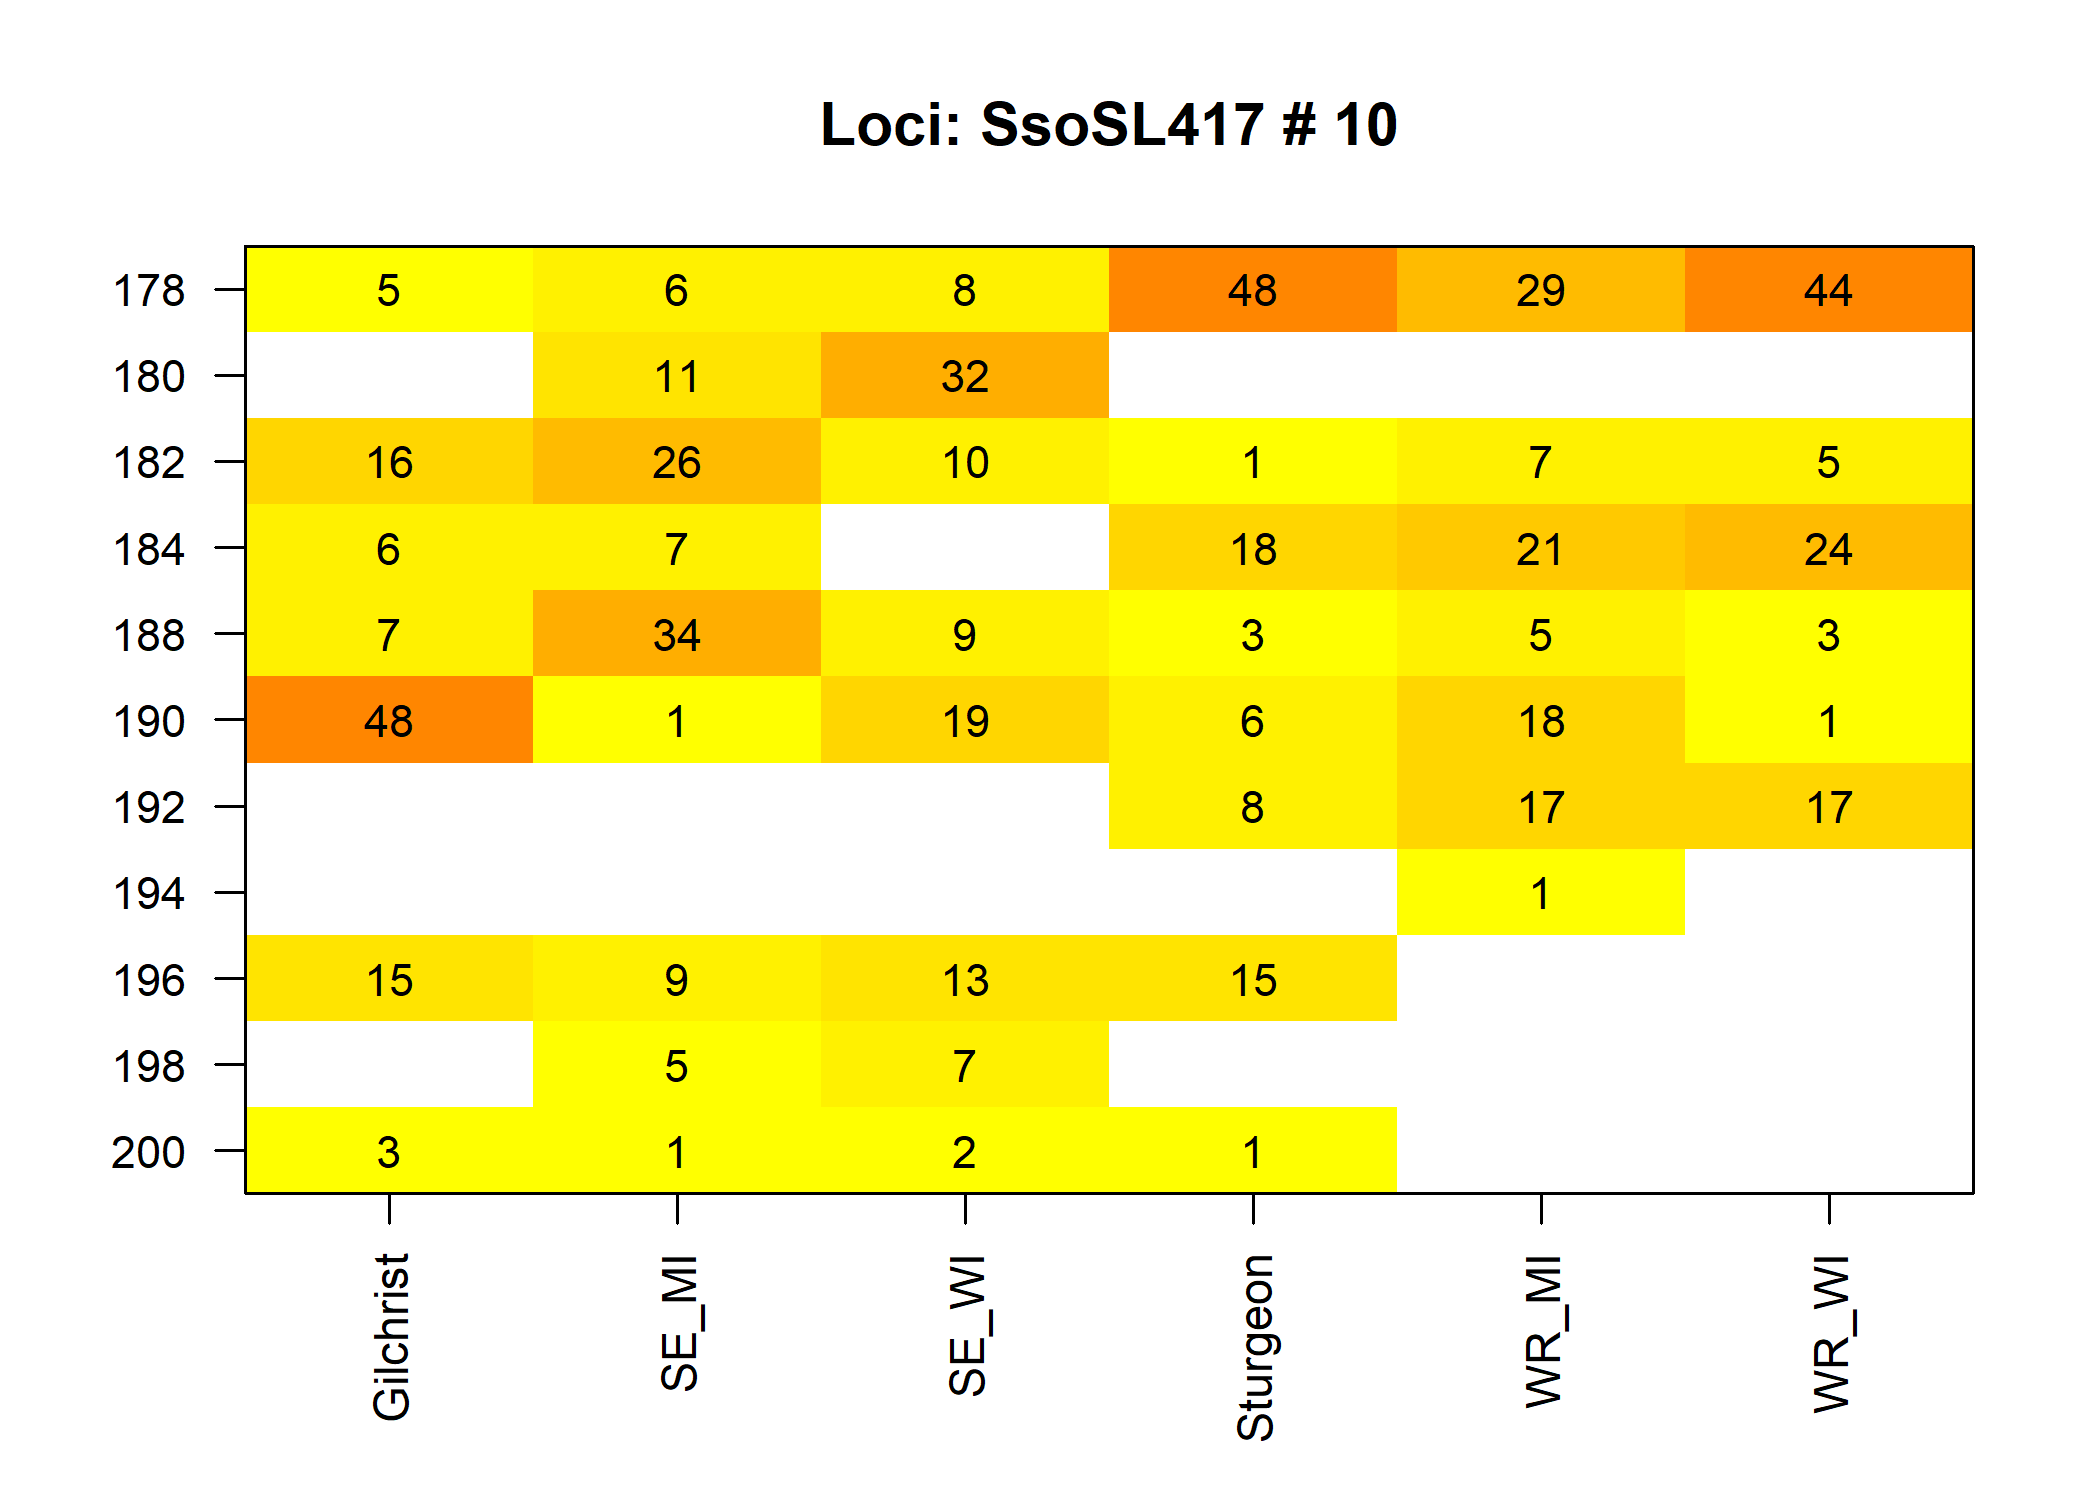 Loci: SsoSL417 # 10
178 5 6 8 48 29 44
180 11 32
182 16 26 10 1 7 5
184 6 7 18 21 24
188 7 34 9 3 5 3
190 48 1 19 6 18 1
192 8 17 17
194 1
196 15 9 13 15
198 5 7
200 3 1 2 1
Gilchrist SE_MI SE_WI Sturgeon WR_MI WR_WI